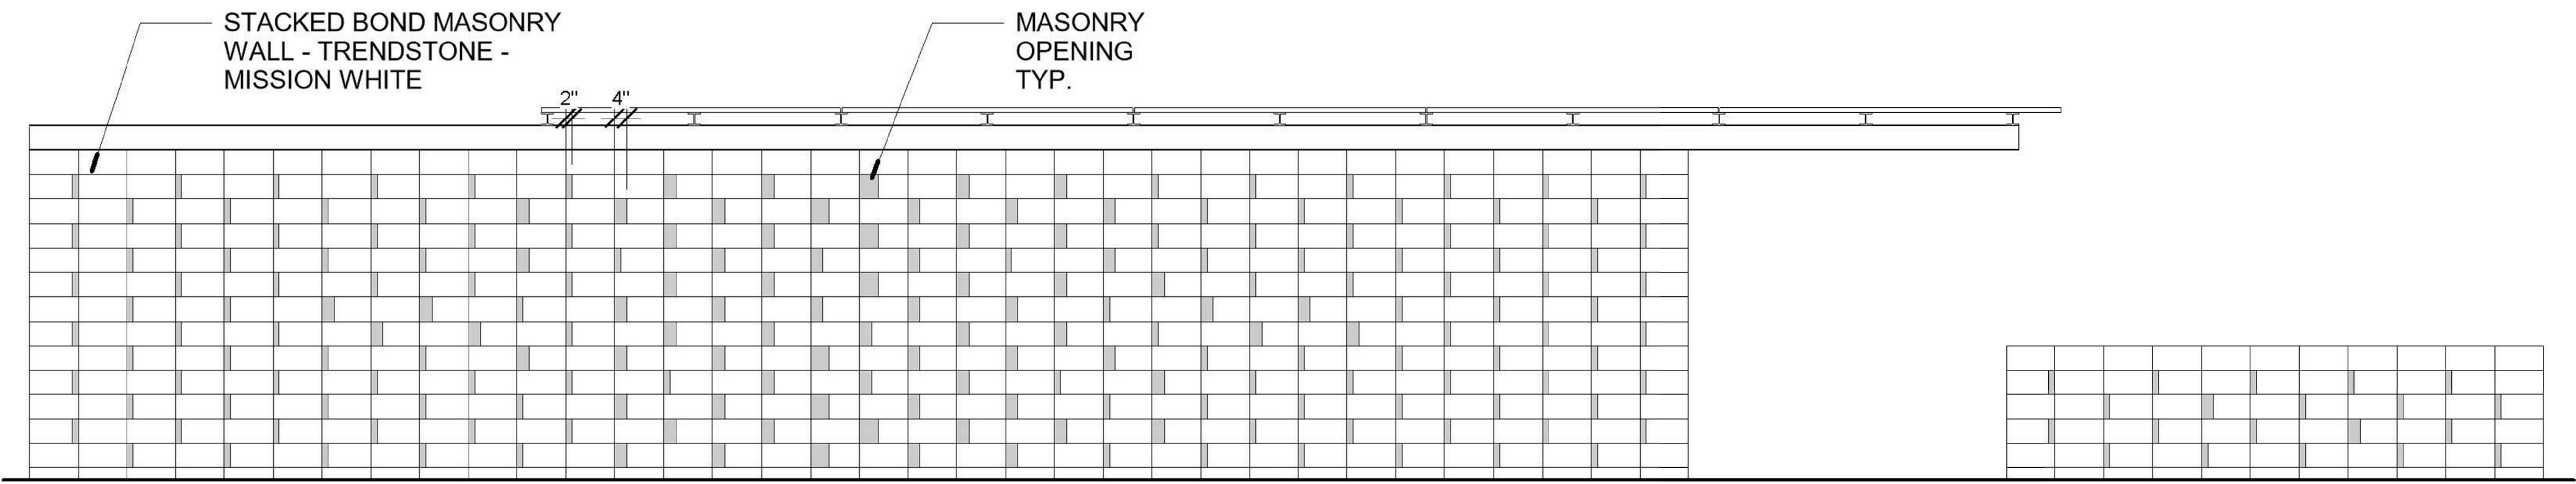 STACKED BOND MASONRY
WALL - TRENDSTONE -
MISSION WHITE
MASONRY
OPENING
TYP.
2"
4"